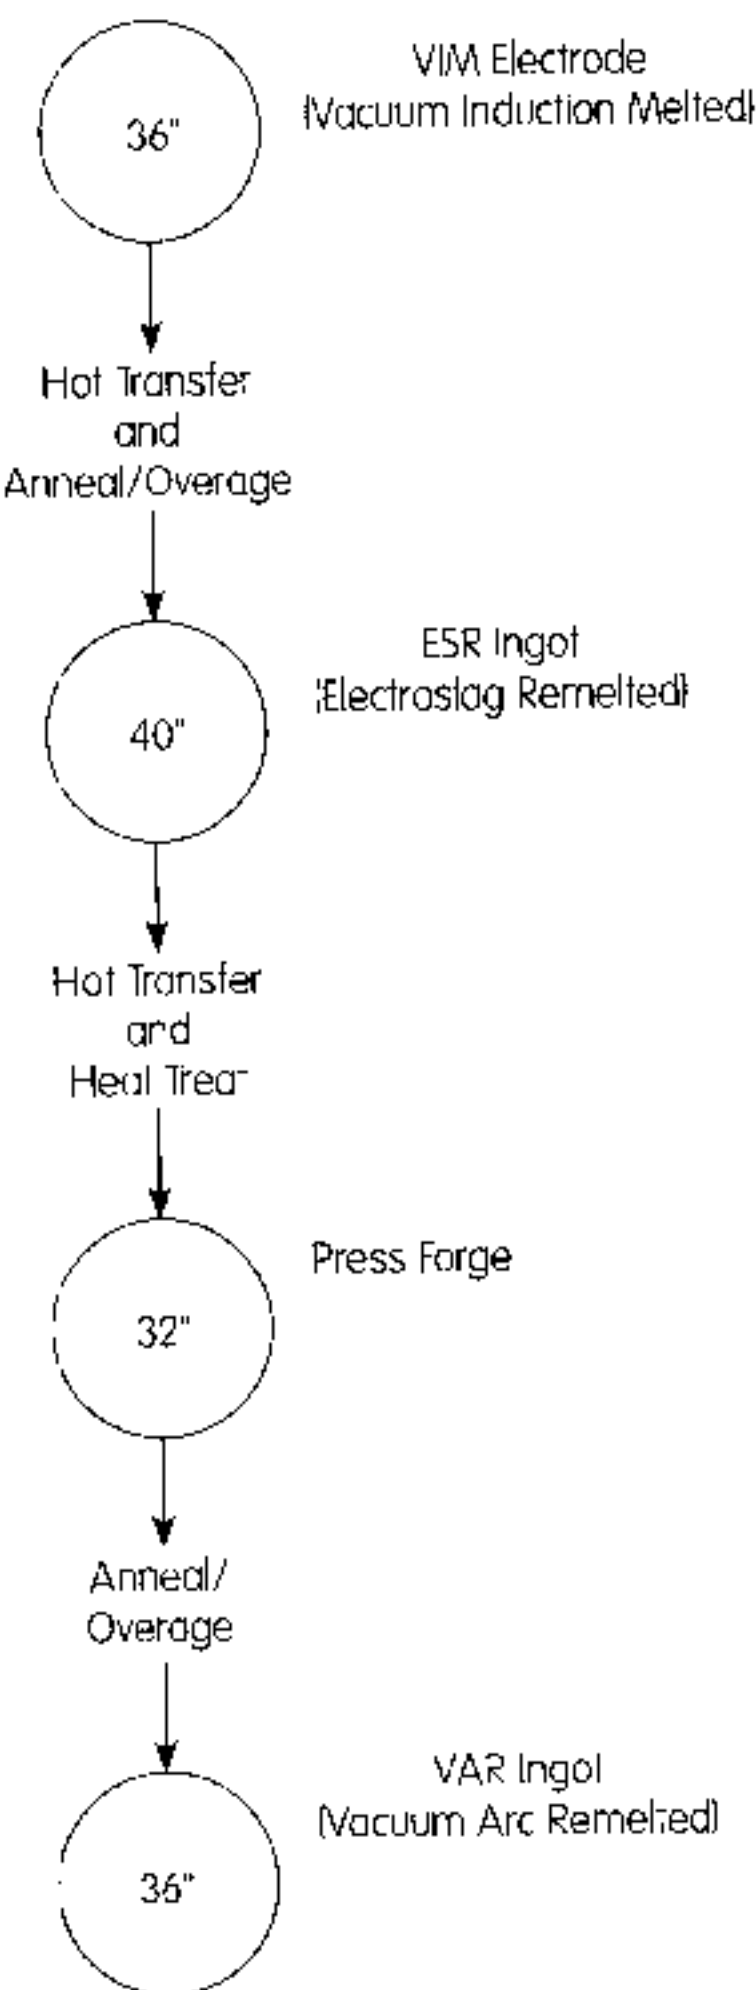 36"
VIM Electrode
(Vacuum Induction Melted)
Hot Transfer
and
Anneal/Overage
40"
ESR Ingot
(Electroslag Remelted)
Hot Transfer
and
Heat Treat
Press Forge
32"
Anneal/
Overage
VAR Ingot
(Vacuum Arc Remelted)
36"